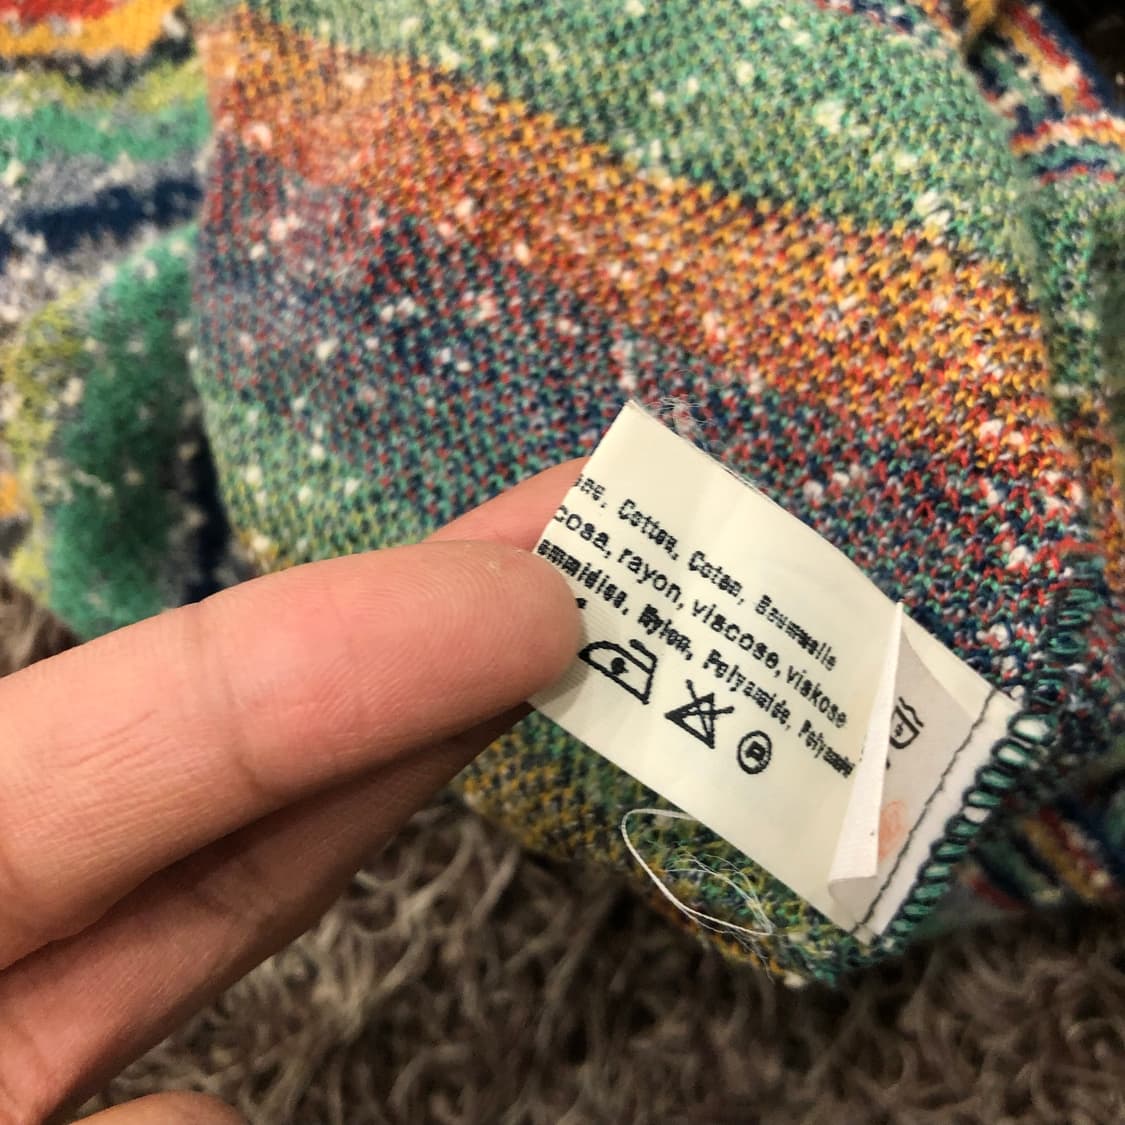 Cotton, Coton, Baumwolle
cosa, rayon, viscose, viskose
Nylon, Polyamide,
P